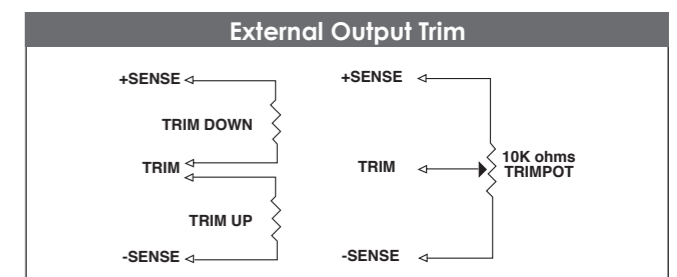 External Output Trim
+SENSE
TRIM DOWN
TRIM
TRIM UP
-SENSE
+SENSE
TRIM
10K ohms
TRIMPOT
-SENSE